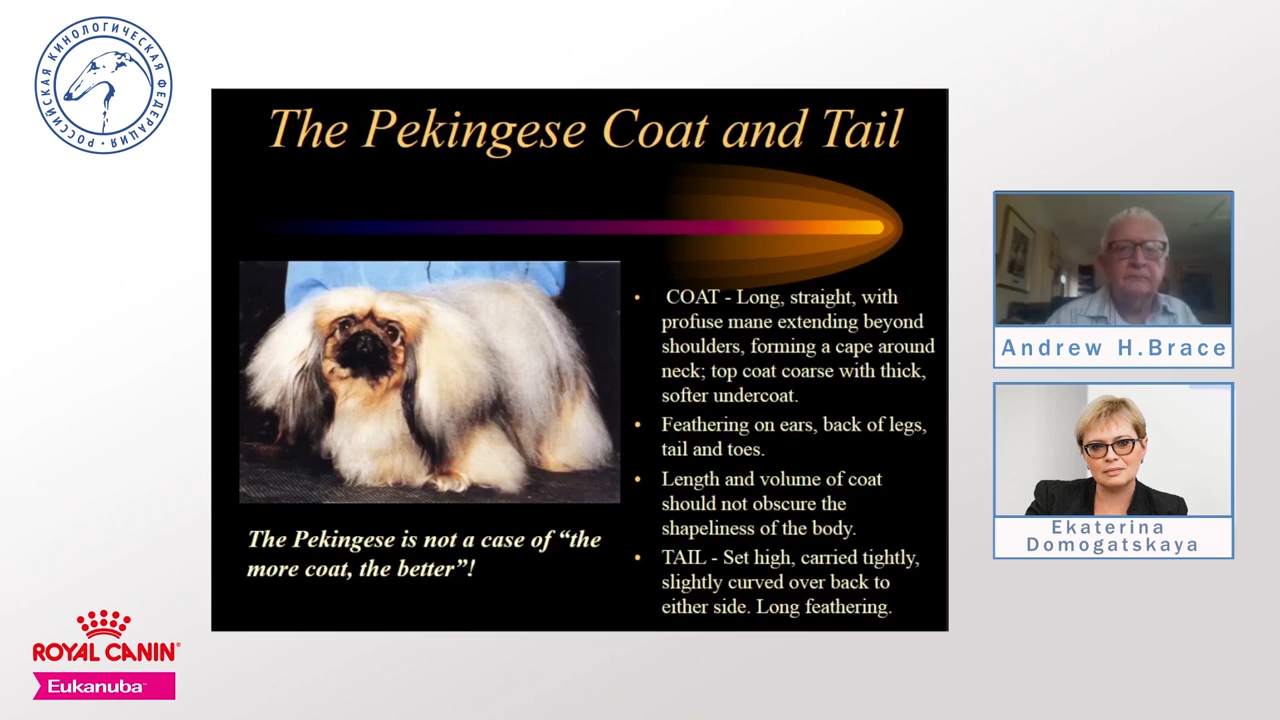 РОССИЙСКАЯ КИНОЛОГИЧЕСКАЯ ФЕДЕРАЦИЯ
The Pekingese Coat and Tail
• COAT - Long, straight, with
profuse mane extending beyond
shoulders, forming a cape around
neck; top coat coarse with thick,
softer undercoat.
• Feathering on ears, back of legs,
tail and toes.
• Length and volume of coat
should not obscure the
shapeliness of the body.
• TAIL - Set high, carried tightly,
slightly curved over back to
either side. Long feathering.
The Pekingese is not a case of “the
more coat, the better”!
Andrew H.Brace
Ekaterina
Domogatskaya
ROYAL CANIN®
Eukanuba™